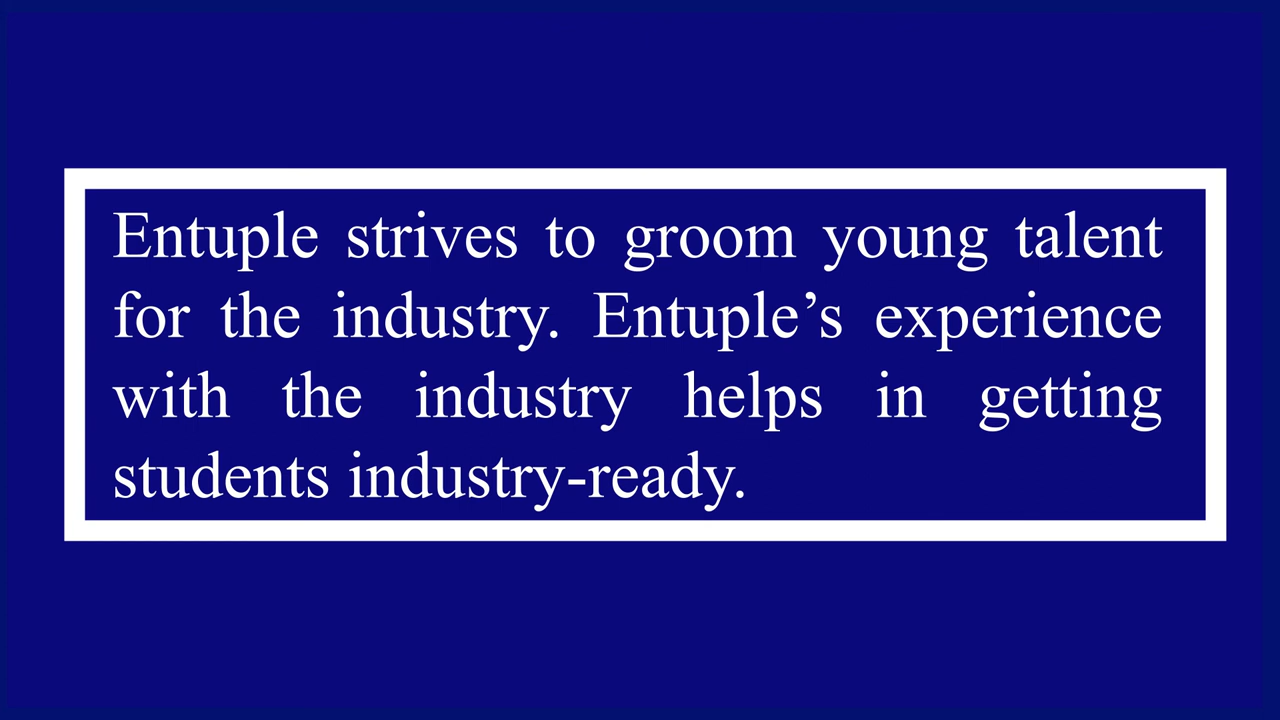 Entuple strives to groom young talent
for the industry. Entuple’s experience
with the industry helps in getting
students industry-ready.